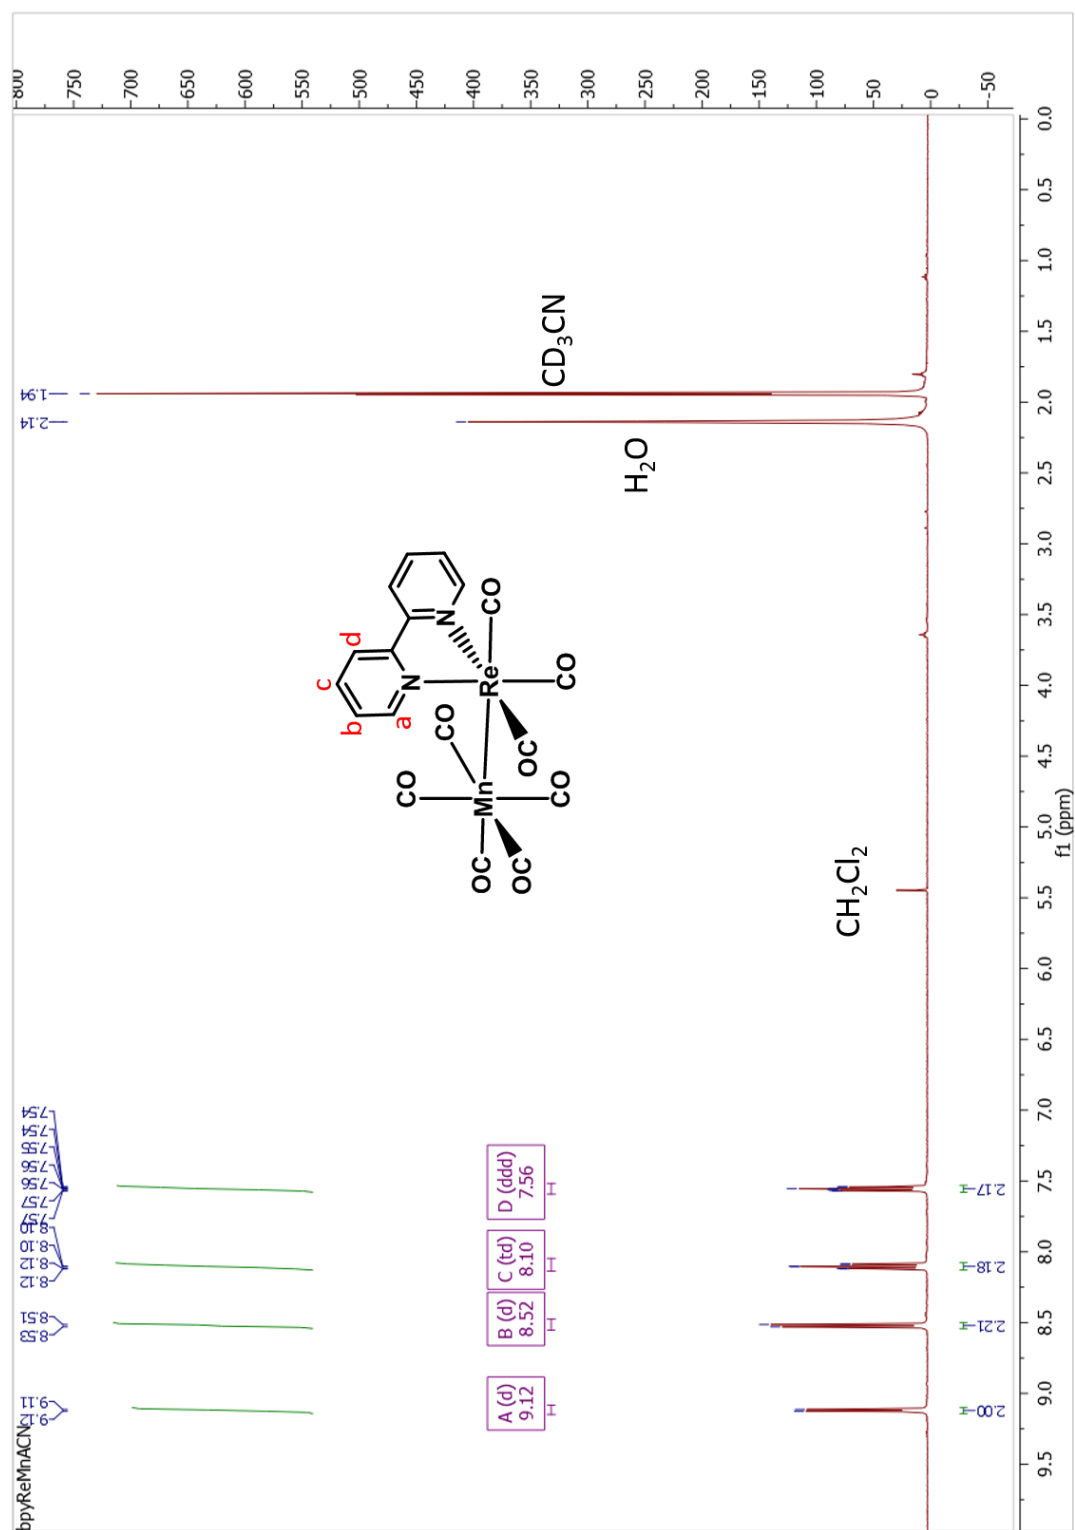 bpyReMnACN
9.12
9.11
8.53
8.51
8.12
8.12
8.10
8.10
7.57
7.57
7.56
7.56
7.55
7.54
7.54
2.14
1.94
A (d)
9.12
B (d)
8.52
C (td)
8.10
D (ddd)
7.56
a
b
c
d
N
N
Re
Mn
CO
CO
OC
CO
CO
CO
OC
OC
CH2Cl2
H2O
CD3CN
2.00
2.21
2.18
2.17
9.5
9.0
8.5
8.0
7.5
7.0
6.5
6.0
5.5
5.0
4.5
4.0
3.5
3.0
2.5
2.0
1.5
1.0
0.5
0.0
f1 (ppm)
800
750
700
650
600
550
500
450
400
350
300
250
200
150
100
50
0
-50